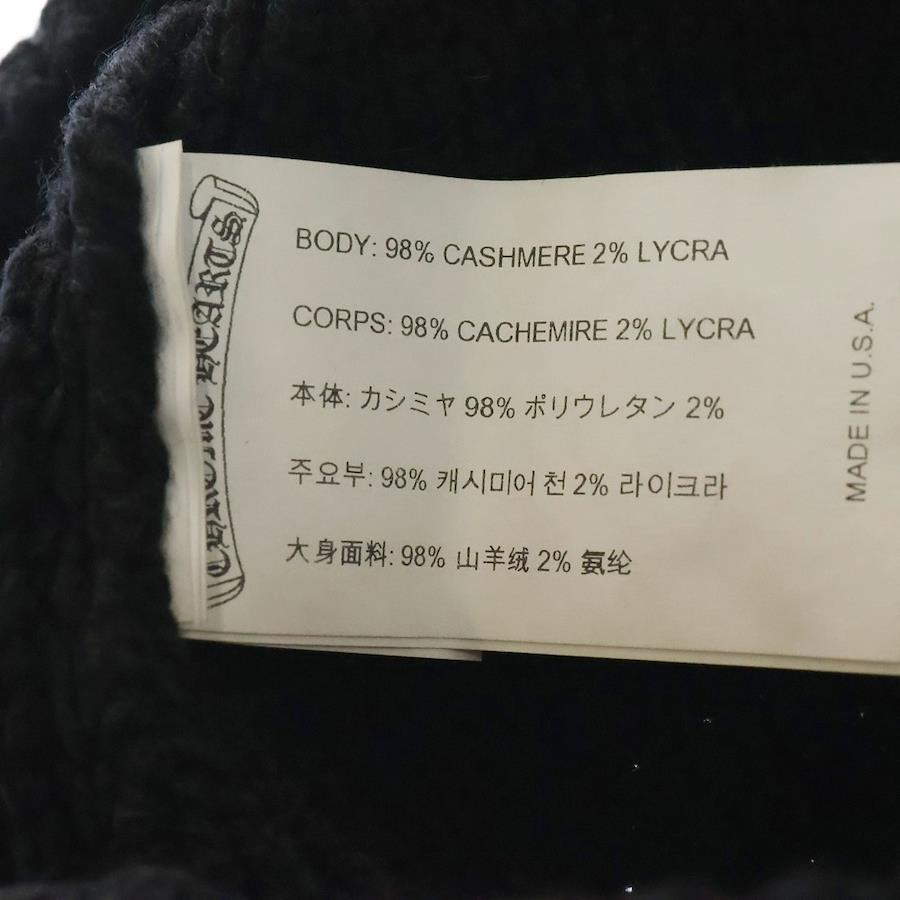 CHROME HEARTS
BODY: 98% CASHMERE 2% LYCRA
CORPS: 98% CACHEMIRE 2% LYCRA
本体: カシミヤ 98% ポリウレタン 2%
주요부: 98% 캐시미어 천 2% 라이크라
大身面料: 98% 山羊绒 2% 氨纶
MADE IN U.S.A.